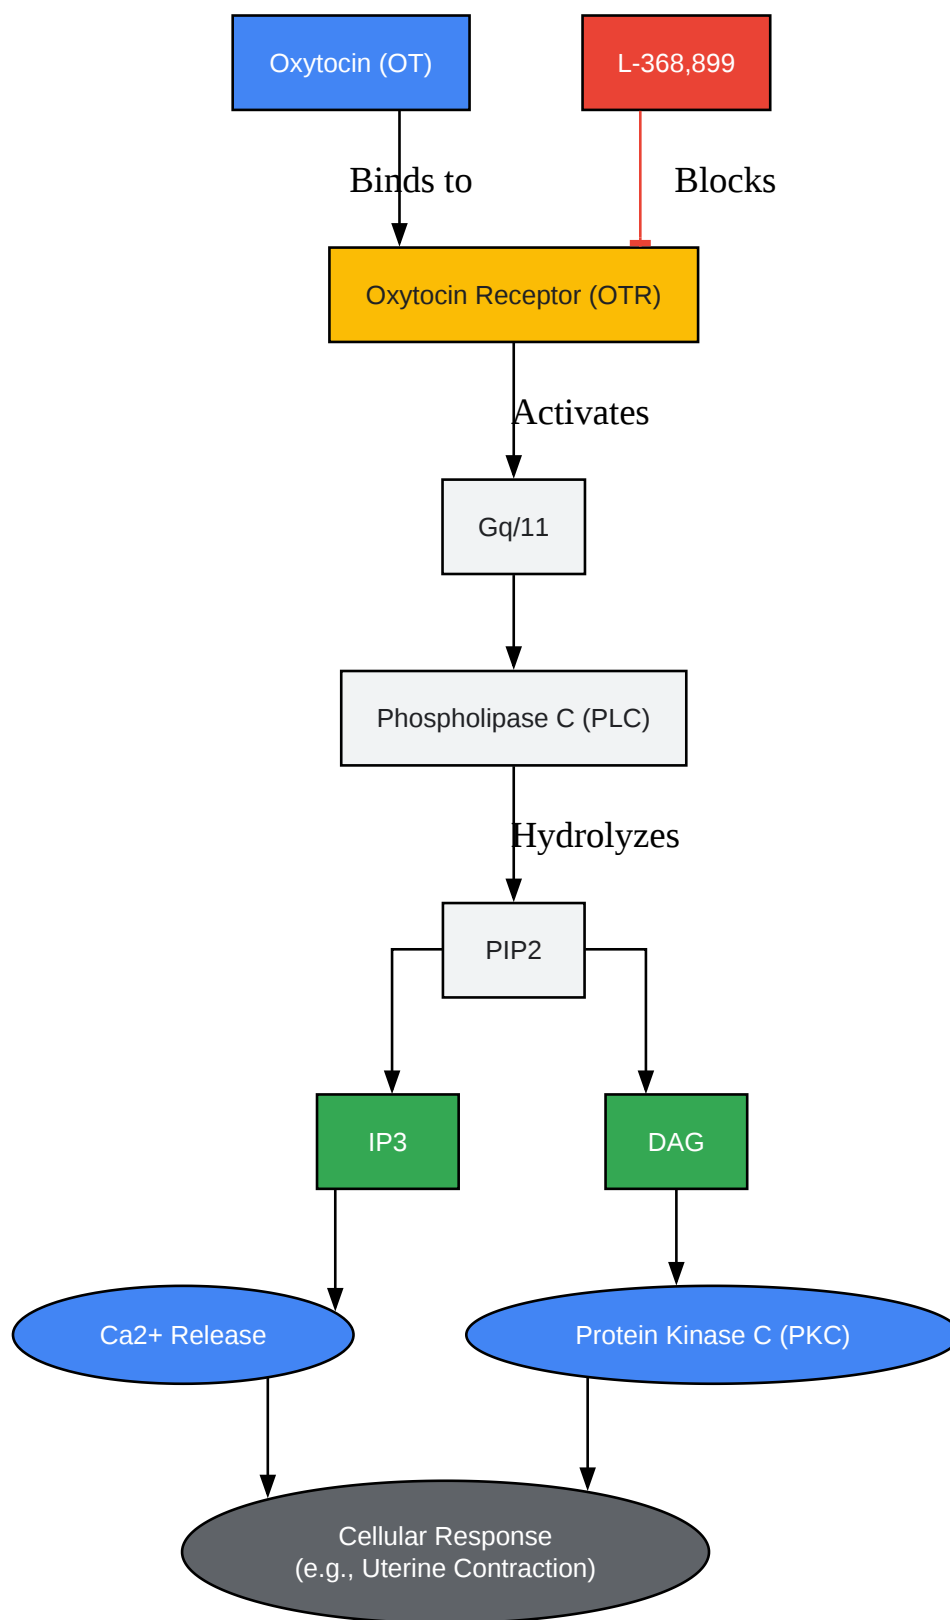 Oxytocin (OT)
L-368,899
Binds to
Blocks
Oxytocin Receptor (OTR)
Activates
Gq/11
Phospholipase C (PLC)
Hydrolyzes
PIP2
IP3
DAG
Ca2+ Release
Protein Kinase C (PKC)
Cellular Response
(e.g., Uterine Contraction)